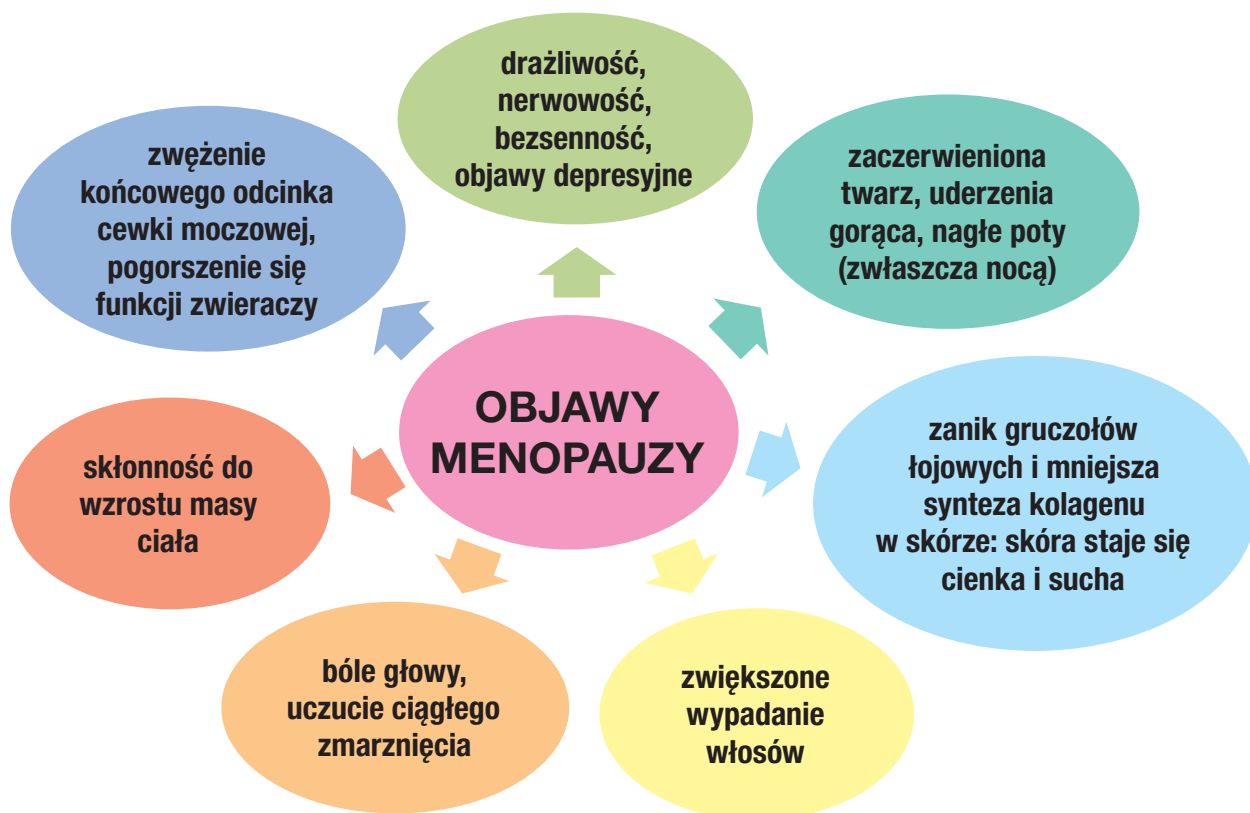 OBJAWY
MENOPAUZY
drażliwość,
nerwowość,
bezsenność,
objawy depresyjne
zaczerwieniona
twarz, uderzenia
gorąca, nagłe poty
(zwłaszcza nocą)
zanik gruczołów
łojowych i mniejsza
synteza kolagenu
w skórze: skóra staje się
cienka i sucha
zwiększone
wypadanie
włosów
bóle głowy,
uczucie ciągłego
zmarznięcia
skłonność do
wzrostu masy
ciała
zwężenie
końcowego odcinka
cewki moczowej,
pogorszenie się
funkcji zwieraczy